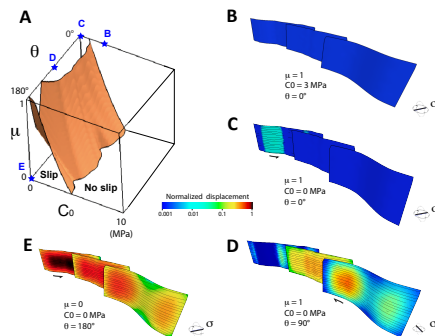 A
C
B
θ
0°
D
180°
1
μ
E
0
0
Slip
No slip
C0
10
(MPa)
Normalized displacement
0.001
0.01
0.1
1
B
μ = 1
C0 = 3 MPa
θ = 0°
σ
C
μ = 1
C0 = 0 MPa
θ = 0°
σ
E
μ = 0
C0 = 0 MPa
θ = 180°
σ
D
μ = 1
C0 = 0 MPa
θ = 90°
σ